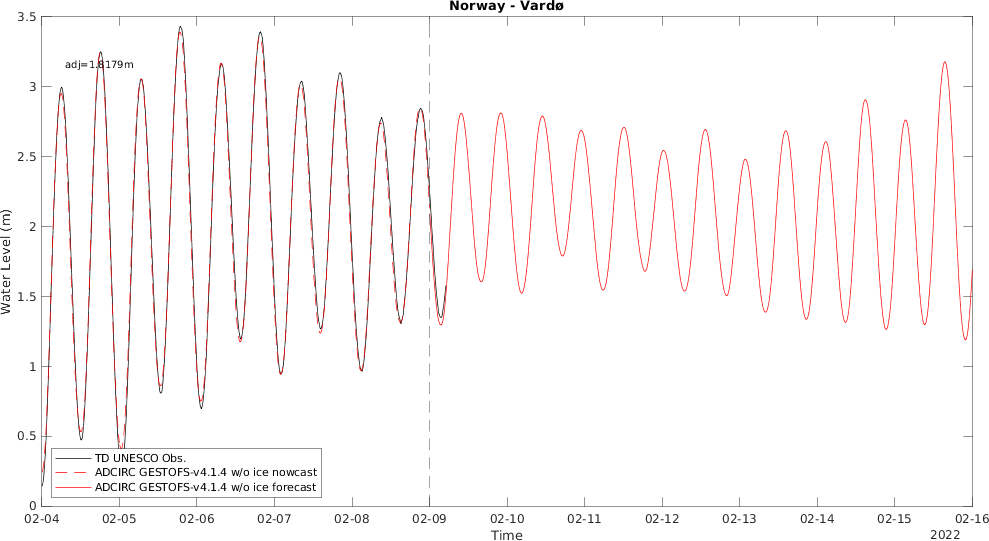 Norway - Vardø
3.5
adj=1.8179m
3
2.5
2
1.5
1
0.5
0
Water Level (m)
TD UNESCO Obs.
ADCIRC GESTOFS-v4.1.4 w/o ice nowcast
ADCIRC GESTOFS-v4.1.4 w/o ice forecast
02-04 02-05 02-06 02-07 02-08 02-09 02-10 02-11 02-12 02-13 02-14 02-15 02-16
Time
2022